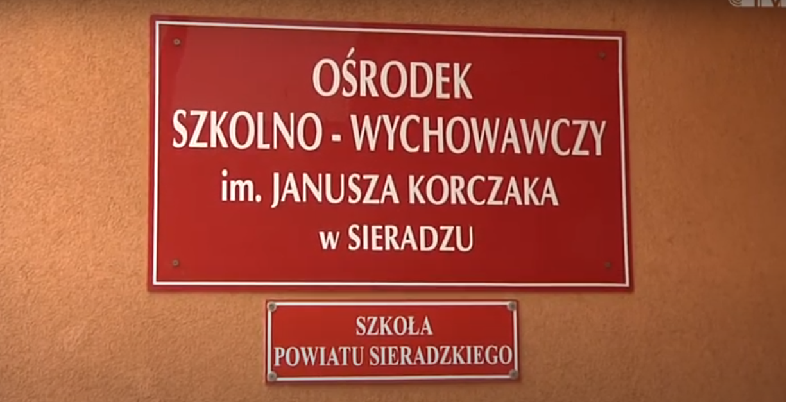 OŚRODEK
SZKOLNO - WYCHOWAWCZY
im. JANUSZA KORCZAKA
w SIERADZU
SZKOŁA
POWIATU SIERADZKIEGO